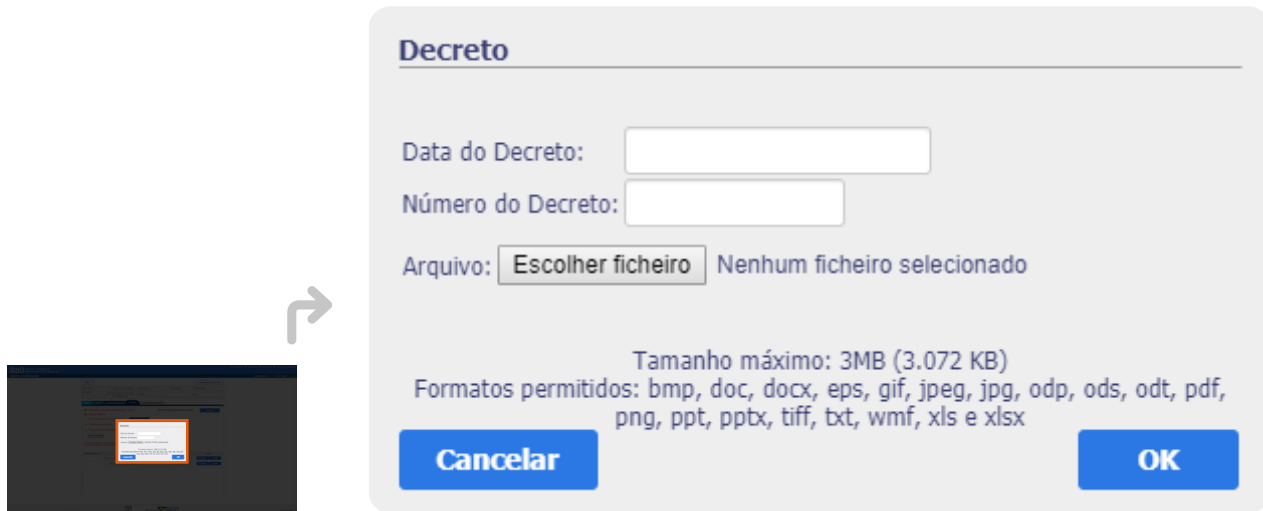 Decreto
Data do Decreto:
Número do Decreto:
Arquivo: Escolher ficheiro Nenhum ficheiro selecionado
Tamanho máximo: 3MB (3.072 KB)
Formatos permitidos: bmp, doc, docx, eps, gif, jpeg, jpg, odp, ods, odt, pdf,
png, ppt, pptx, tiff, txt, wmf, xls e xlsx
Cancelar OK